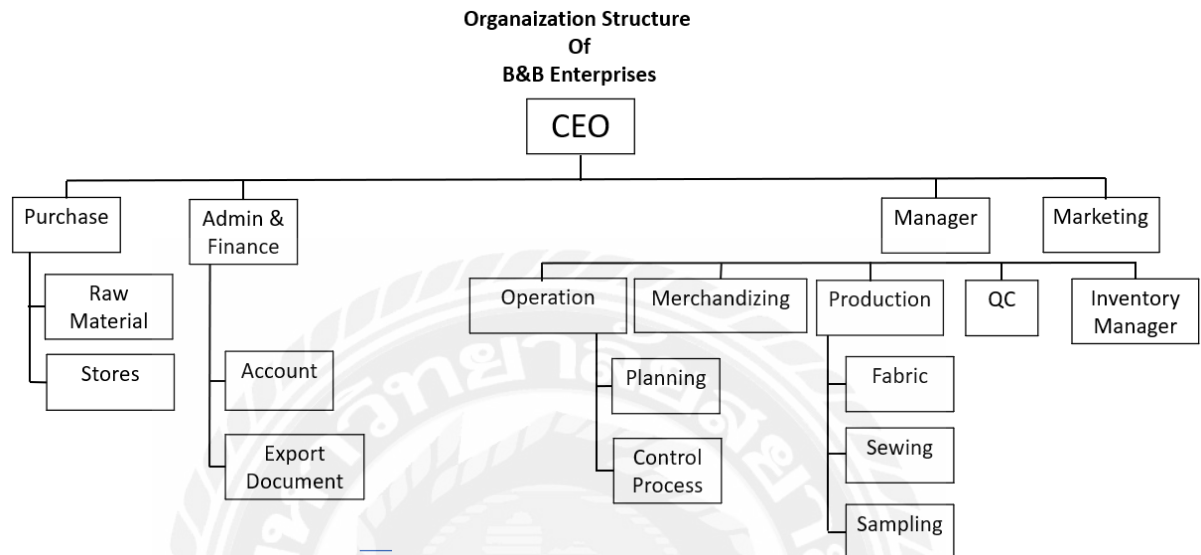 Organaization Structure
Of
B&B Enterprises
CEO
Purchase
Admin &
Finance
Manager
Marketing
Raw
Material
Stores
Account
Export
Document
Operation
Merchandizing
Production
QC
Inventory
Manager
Planning
Control
Process
Fabric
Sewing
Sampling